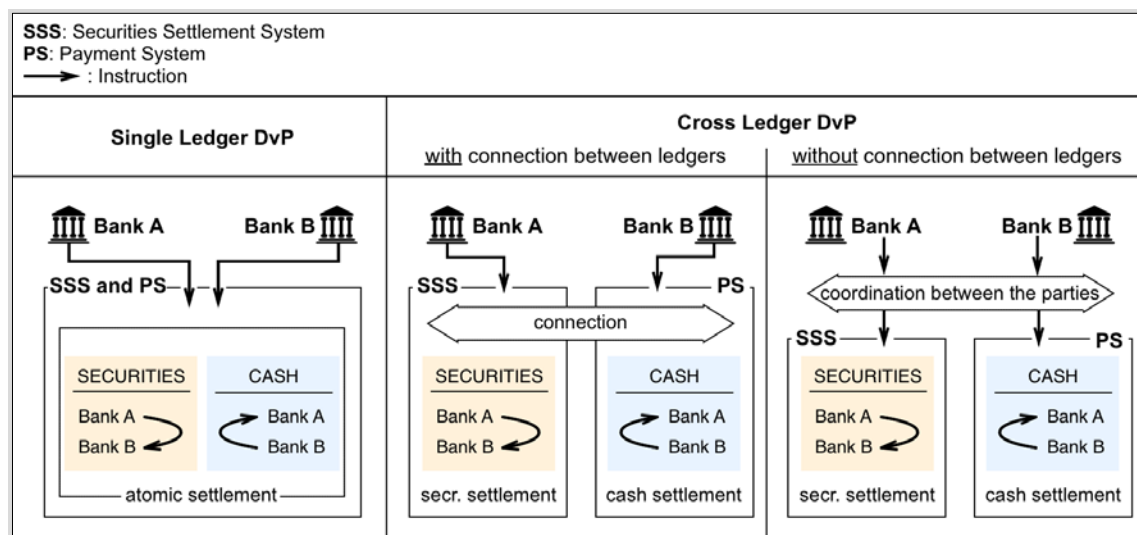 SSS: Securities Settlement System
PS: Payment System
: Instruction
Single Ledger DvP
Cross Ledger DvP
with connection between ledgers
without connection between ledgers
Bank A
Bank B
SSS and PS
SECURITIES
CASH
Bank A
Bank A
Bank B
Bank B
atomic settlement
Bank A
Bank B
SSS
PS
connection
SECURITIES
CASH
Bank A
Bank A
Bank B
Bank B
secr. settlement
cash settlement
Bank A
Bank B
coordination between the parties
SSS
PS
SECURITIES
CASH
Bank A
Bank A
Bank B
Bank B
secr. settlement
cash settlement